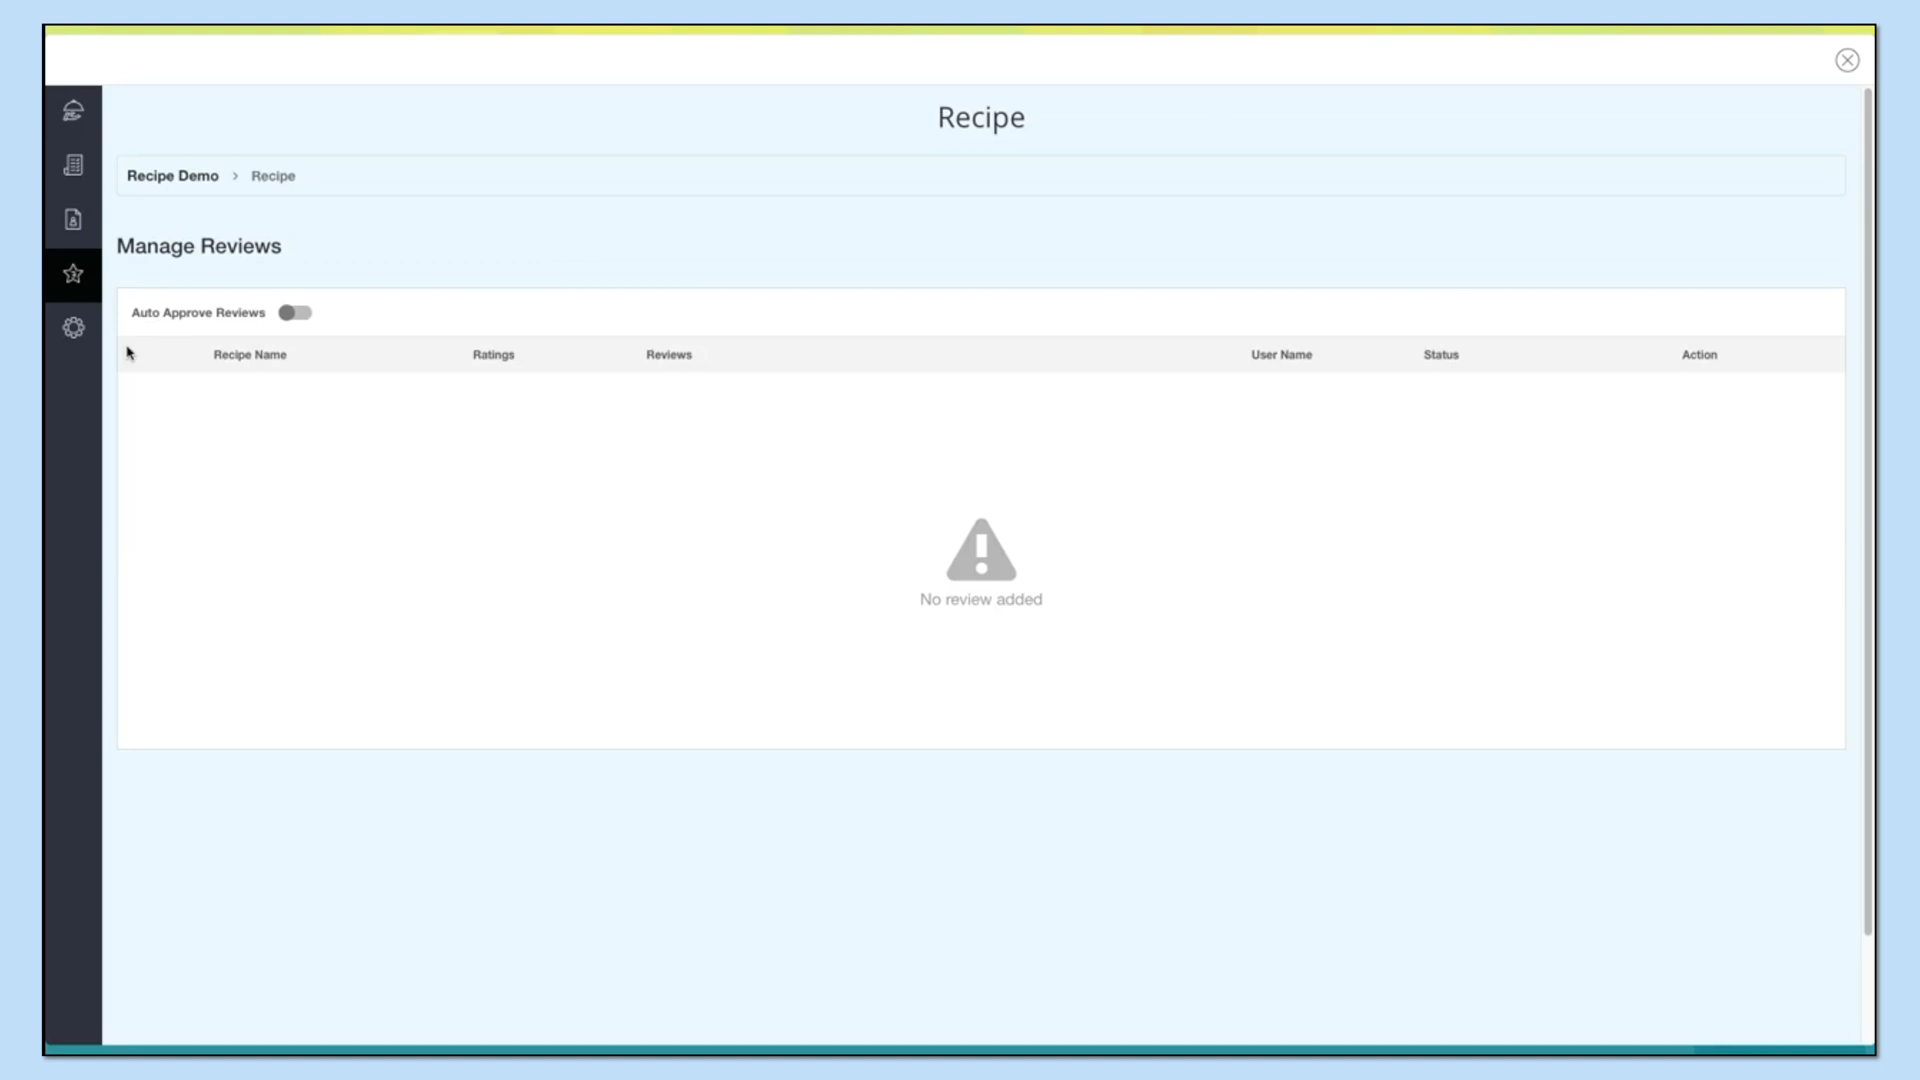 Recipe
Recipe Demo > Recipe
Manage Reviews
Auto Approve Reviews
Recipe Name Ratings Reviews User Name Status Action
No review added